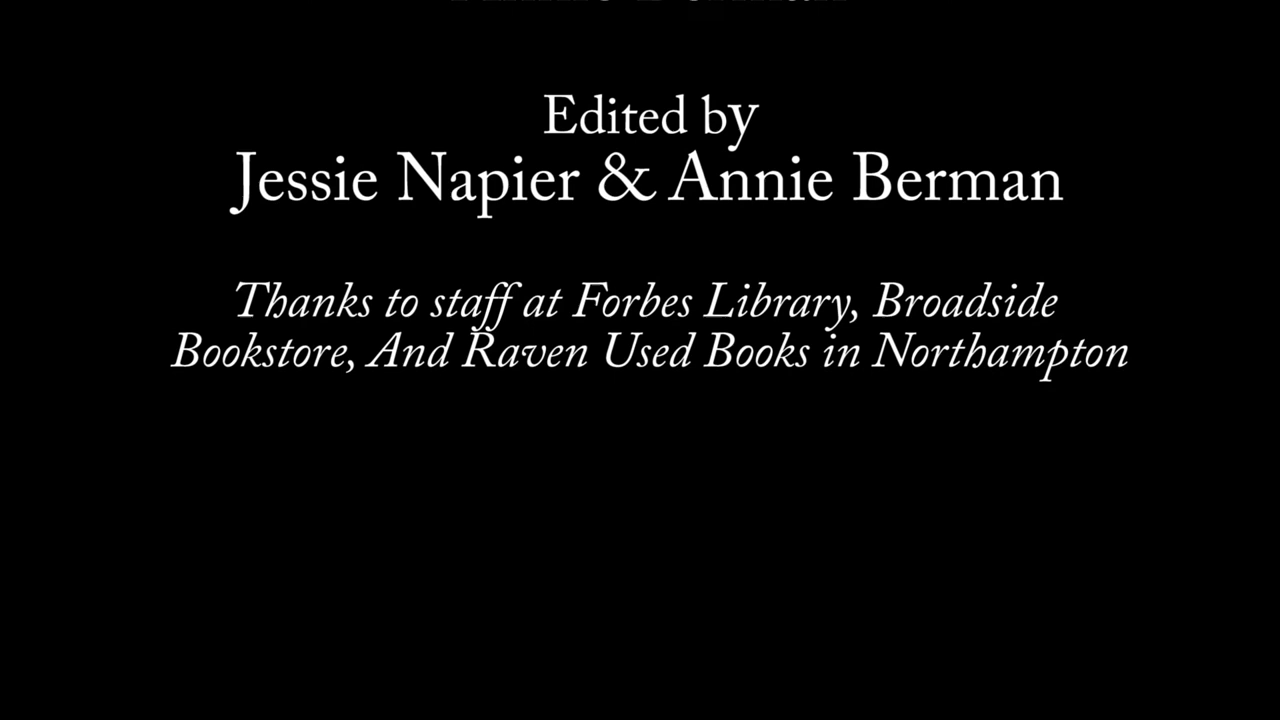 Edited by
Jessie Napier & Annie Berman
Thanks to staff at Forbes Library, Broadside
Bookstore, And Raven Used Books in Northampton